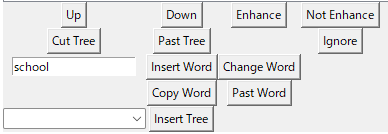 Up Down Enhance Not Enhance
Cut Tree Past Tree Ignore
school Insert Word Change Word
Copy Word Past Word
Insert Tree